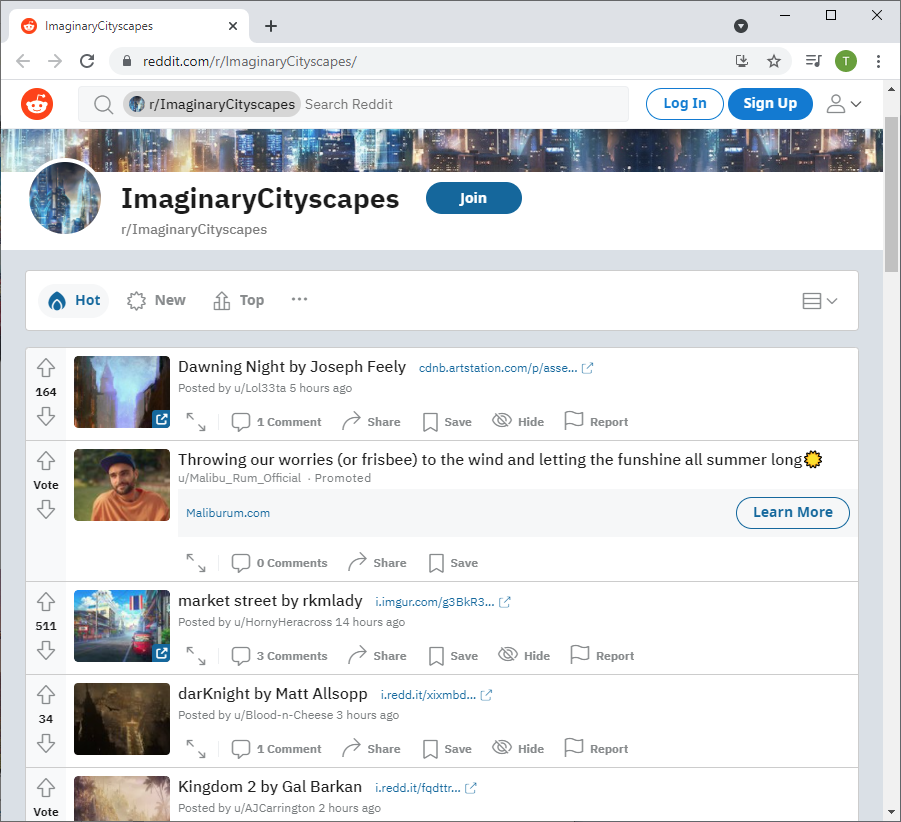 ImaginaryCityscapes
reddit.com/r/ImaginaryCityscapes/
T
r/ImaginaryCityscapes Search Reddit
Log In
Sign Up
ImaginaryCityscapes
Join
r/ImaginaryCityscapes
Hot
New
Top
Dawning Night by Joseph Feely cdnb.artstation.com/p/asse...
Posted by u/Lol33ta 5 hours ago
164
1 Comment Share Save Hide Report
Throwing our worries (or frisbee) to the wind and letting the funshine all summer long
u/Malibu_Rum_Official · Promoted
Vote
Maliburum.com
Learn More
0 Comments Share Save
market street by rkmlady i.imgur.com/g3BkR3...
Posted by u/HornyHeracross 14 hours ago
511
3 Comments Share Save Hide Report
darKnight by Matt Allsopp i.redd.it/xixmbd...
Posted by u/Blood-n-Cheese 3 hours ago
34
1 Comment Share Save Hide Report
Kingdom 2 by Gal Barkan i.redd.it/fqdttr...
Posted by u/AJCarrington 2 hours ago
Vote